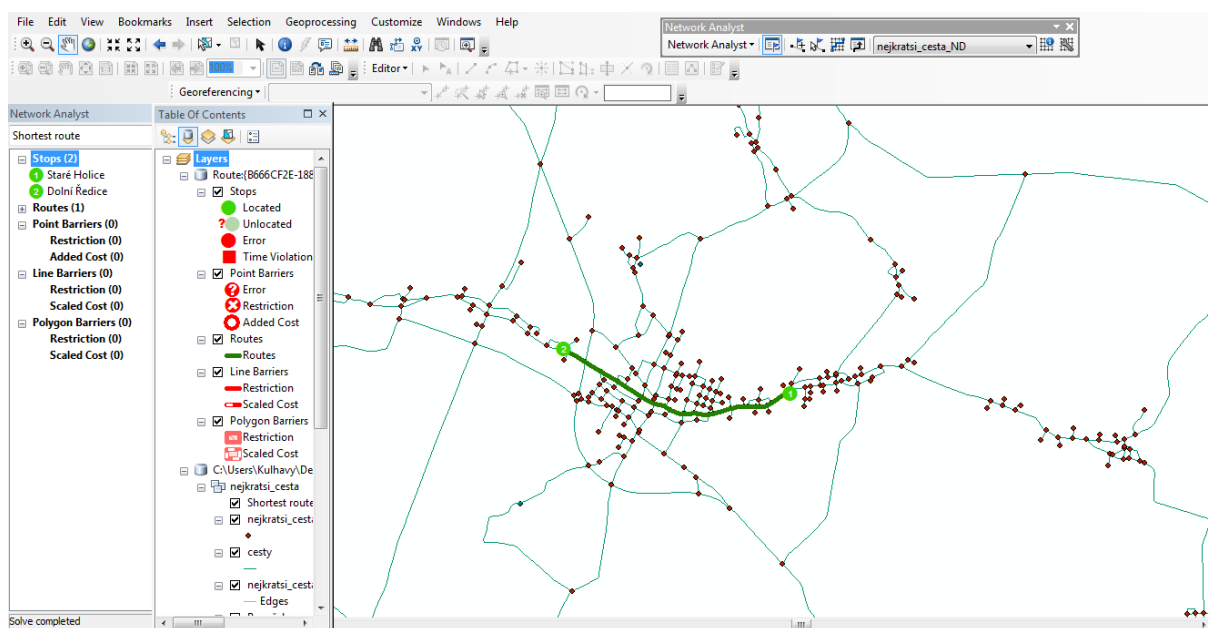 File Edit View Bookmarks Insert Selection Geoprocessing Customize Windows Help
Network Analyst
Network Analyst nejkratsi_cesta_ND
100% Editor
Georeferencing
Network Analyst
Shortest route
Stops (2)
1 Staré Holice
2 Dolní Ředice
Routes (1)
Point Barriers (0)
Restriction (0)
Added Cost (0)
Line Barriers (0)
Restriction (0)
Scaled Cost (0)
Polygon Barriers (0)
Restriction (0)
Scaled Cost (0)
Solve completed
Table Of Contents
Layers
Route:{B666CF2E-188
Stops
Located
? Unlocated
Error
Time Violation
Point Barriers
Error
Restriction
Added Cost
Routes
Routes
Line Barriers
Restriction
Scaled Cost
Polygon Barriers
Restriction
Scaled Cost
C:\Users\Kulhavy\De
nejkratsi_cesta
Shortest route
nejkratsi_cesta
cesty
nejkratsi_cesta
Edges
2
1